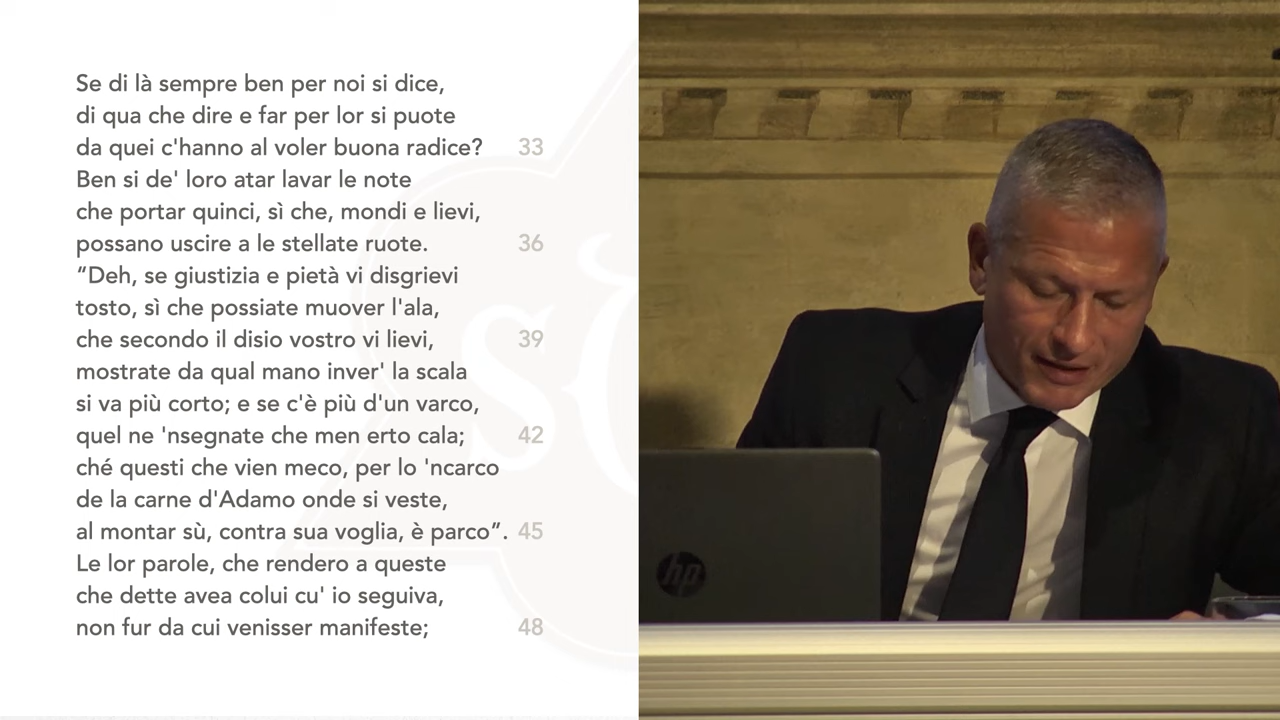 Se di là sempre ben per noi si dice,
di qua che dire e far per lor si puote
da quei c'hanno al voler buona radice? 33
Ben si de' loro atar lavar le note
che portar quinci, sì che, mondi e lievi,
possano uscire a le stellate ruote. 36
“Deh, se giustizia e pietà vi disgrievi
tosto, sì che possiate muover l'ala,
che secondo il disio vostro vi lievi, 39
mostrate da qual mano inver' la scala
si va più corto; e se c'è più d'un varco,
quel ne 'nsegnate che men erto cala; 42
ché questi che vien meco, per lo 'ncarco
de la carne d'Adamo onde si veste,
al montar sù, contra sua voglia, è parco”. 45
Le lor parole, che rendero a queste
che dette avea colui cu' io seguiva,
non fur da cui venisser manifeste; 48
hp